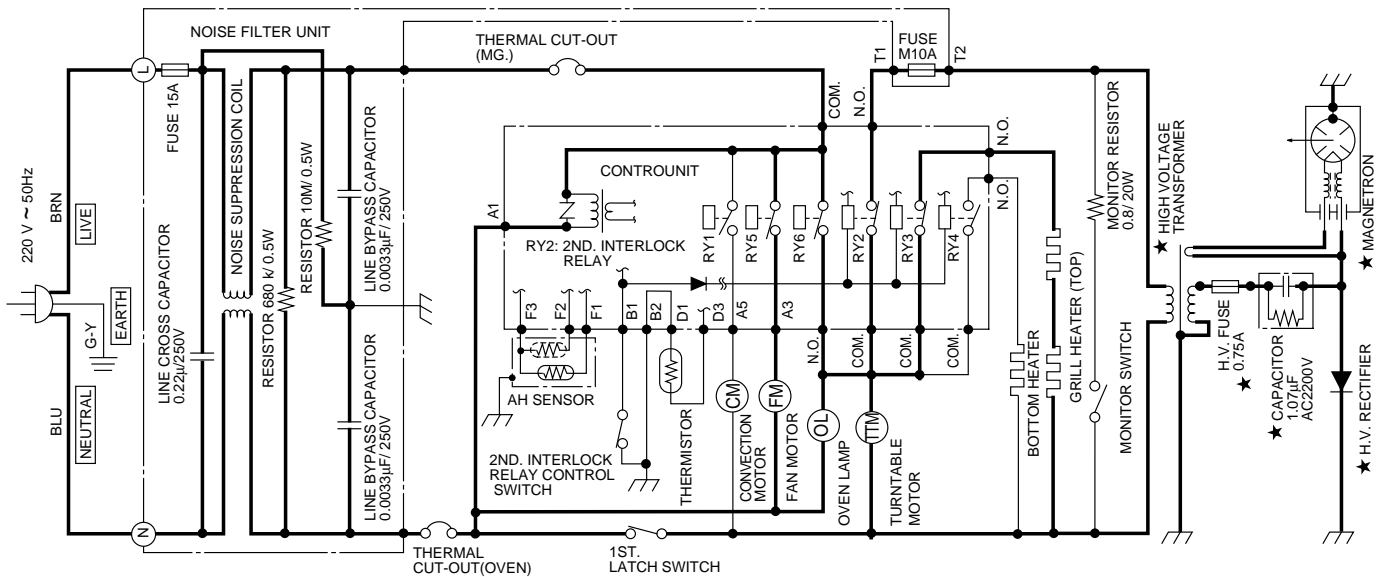 220 V ~ 50Hz
BRN
LIVE
G-Y
EARTH
BLU
NEUTRAL
L
N
NOISE FILTER UNIT
FUSE 15A
LINE CROSS CAPACITOR
0.22µ/250V
NOISE SUPPRESSION COIL
RESISTOR 680 k/ 0.5W
RESISTOR 10M/ 0.5W
LINE BYPASS CAPACITOR
0.0033µF/ 250V
LINE BYPASS CAPACITOR
0.0033µF/ 250V
THERMAL CUT-OUT
(MG.)
THERMAL
CUT-OUT(OVEN)
1ST.
LATCH SWITCH
A1
CONTROUNIT
RY2: 2ND. INTERLOCK
RELAY
F3
F2
F1
B1
B2
D1
D3
A5
A3
AH SENSOR
2ND. INTERLOCK
RELAY CONTROL
SWITCH
THERMISTOR
RY1
RY5
RY6
RY2
RY3
RY4
COM.
N.O.
N.O.
N.O.
N.O.
COM.
COM.
COM.
CM
CONVECTION
MOTOR
FM
FAN MOTOR
OL
OVEN LAMP
TTM
TURNTABLE
MOTOR
T1
FUSE
M10A
T2
BOTTOM HEATER
GRILL HEATER (TOP)
MONITOR RESISTOR
0.8/ 20W
MONITOR SWITCH
★ HIGH VOLTAGE
TRANSFORMER
H.V. FUSE
0.75A
★
★ CAPACITOR
1.07µF
AC2200V
★ H.V. RECTIFIER
★ MAGNETRON